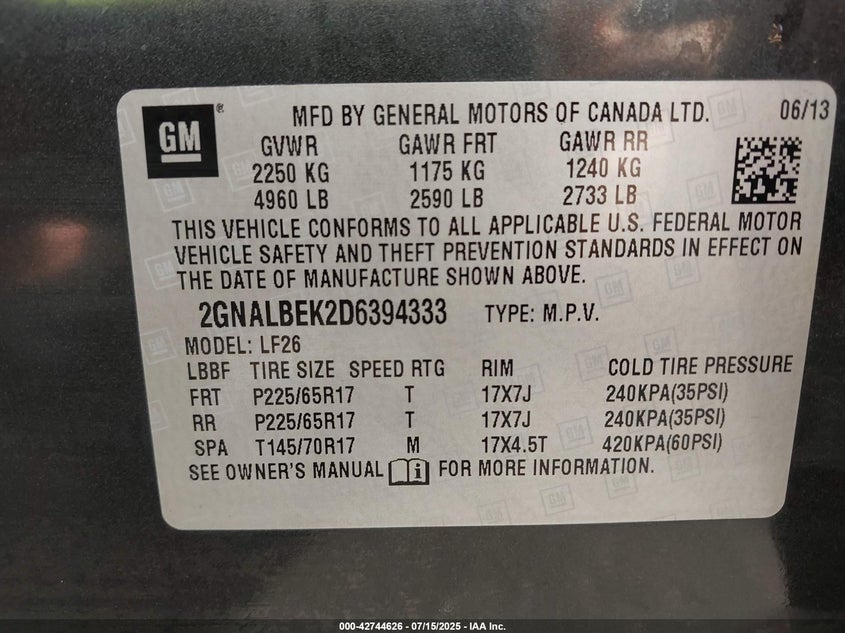 GM ® MFD BY GENERAL MOTORS OF CANADA LTD. 06/13
GVWR GAWR FRT GAWR RR
2250 KG 1175 KG 1240 KG
4960 LB 2590 LB 2733 LB
THIS VEHICLE CONFORMS TO ALL APPLICABLE U.S. FEDERAL MOTOR
VEHICLE SAFETY AND THEFT PREVENTION STANDARDS IN EFFECT ON
THE DATE OF MANUFACTURE SHOWN ABOVE.
2GNALBEK2D6394333 TYPE: M.P.V.
MODEL: LF26
LBBF TIRE SIZE SPEED RTG RIM COLD TIRE PRESSURE
FRT P225/65R17 T 17X7J 240KPA(35PSI)
RR P225/65R17 T 17X7J 240KPA(35PSI)
SPA T145/70R17 M 17X4.5T 420KPA(60PSI)
SEE OWNER'S MANUAL i FOR MORE INFORMATION.
000-42744626 - 07/15/2025 - IAA Inc.